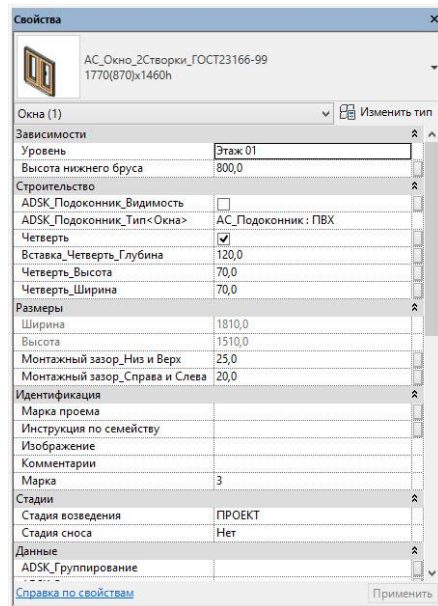 Свойства
АС_Окно_2Створки_ГОСТ23166-99
1770(870)x1460h
Окна (1)
Изменить тип
Зависимости
Уровень Этаж 01
Высота нижнего бруса 800,0
Строительство
ADSK_Подоконник_Видимость
ADSK_Подоконник_Тип<Окна> АС_Подоконник : ПВХ
Четверть
Вставка_Четверть_Глубина 120,0
Четверть_Высота 70,0
Четверть_Ширина 70,0
Размеры
Ширина 1810,0
Высота 1510,0
Монтажный зазор_Низ и Верх 25,0
Монтажный зазор_Справа и Слева 20,0
Идентификация
Марка проема
Инструкция по семейству
Изображение
Комментарии
Марка 3
Стадии
Стадия возведения ПРОЕКТ
Стадия сноса Нет
Данные
ADSK_Группирование
Справка по свойствам
Применить